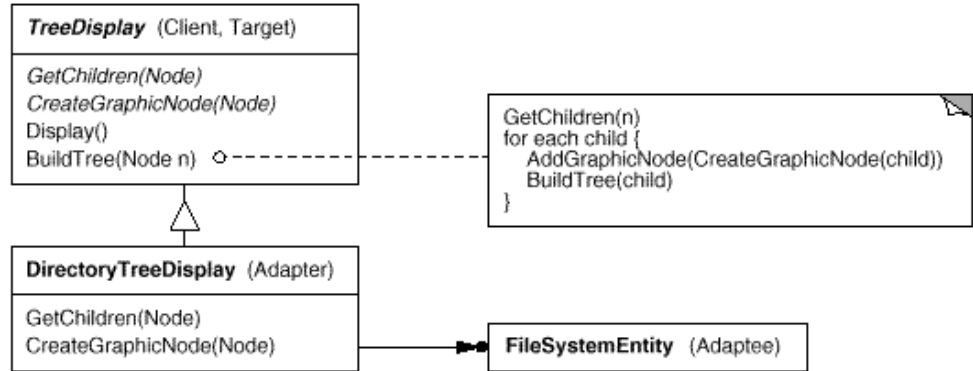 TreeDisplay (Client, Target)
GetChildren(Node)
CreateGraphicNode(Node)
Display()
BuildTree(Node n)
GetChildren(n)
for each child {
AddGraphicNode(CreateGraphicNode(child))
BuildTree(child)
}
DirectoryTreeDisplay (Adapter)
GetChildren(Node)
CreateGraphicNode(Node)
FileSystemEntity (Adaptee)